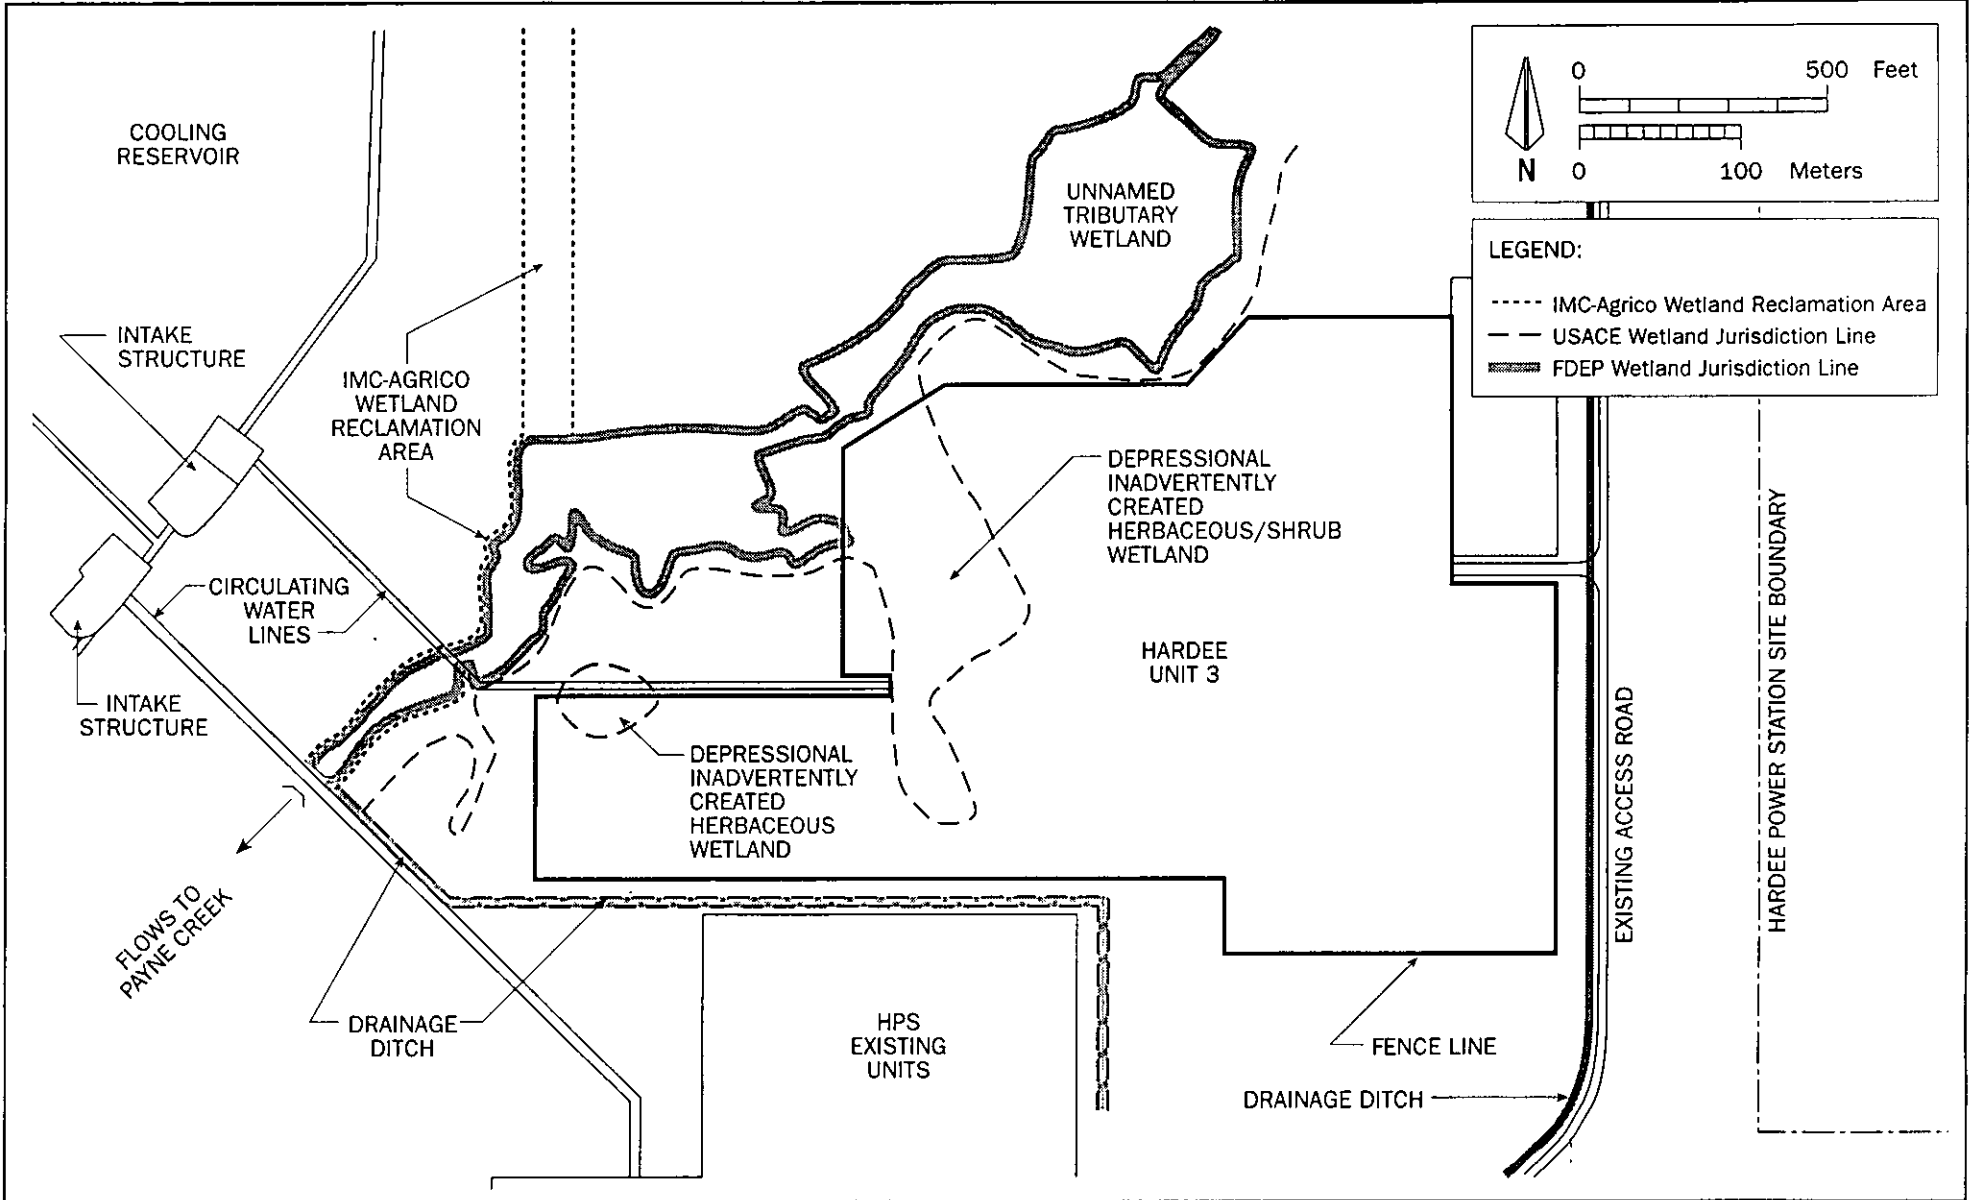 0
500 Feet
N
0
100 Meters
LEGEND:
IMC-Agrico Wetland Reclamation Area
USACE Wetland Jurisdiction Line
FDEP Wetland Jurisdiction Line
COOLING
RESERVOIR
UNNAMED
TRIBUTARY
WETLAND
INTAKE
STRUCTURE
IMC-AGRICO
WETLAND
RECLAMATION
AREA
DEPRESSIONAL
INADVERTENTLY
CREATED
HERBACEOUS/SHRUB
WETLAND
CIRCULATING
WATER
LINES
HARDEE
UNIT 3
INTAKE
STRUCTURE
DEPRESSIONAL
INADVERTENTLY
CREATED
HERBACEOUS
WETLAND
EXISTING ACCESS ROAD
HARDEE POWER STATION SITE BOUNDARY
FLOWS TO
PAYNE CREEK
DRAINAGE
DITCH
HPS
EXISTING
UNITS
FENCE LINE
DRAINAGE DITCH